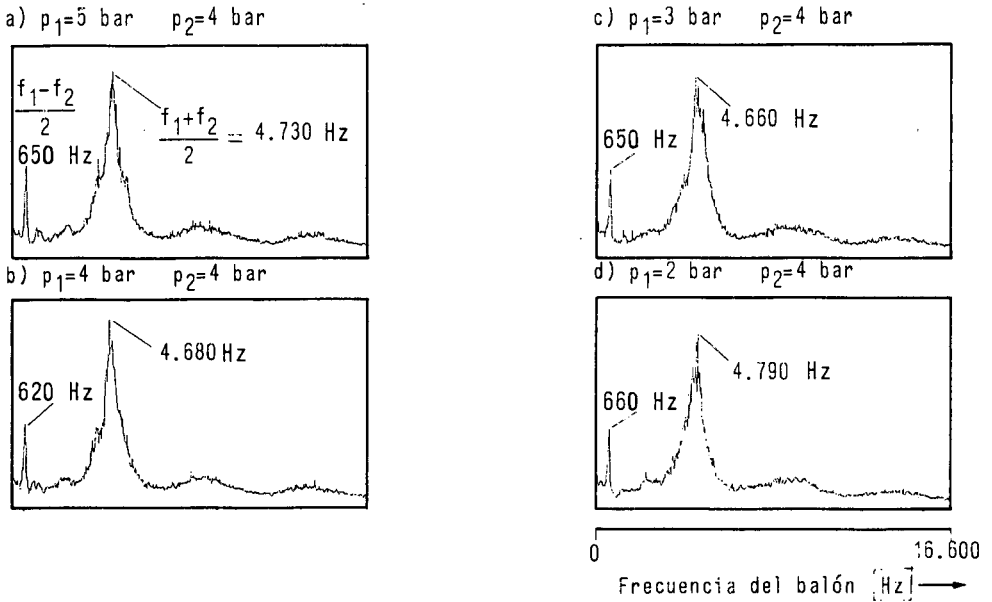 a) p1=5 bar p2=4 bar
f1-f2
2
650 Hz
f1+f2
2 = 4.730 Hz
b) p1=4 bar p2=4 bar
4.680 Hz
620 Hz
c) p1=3 bar p2=4 bar
4.660 Hz
650 Hz
d) p1=2 bar p2=4 bar
4.790 Hz
660 Hz
0 16.600
Frecuencia del balón [Hz]